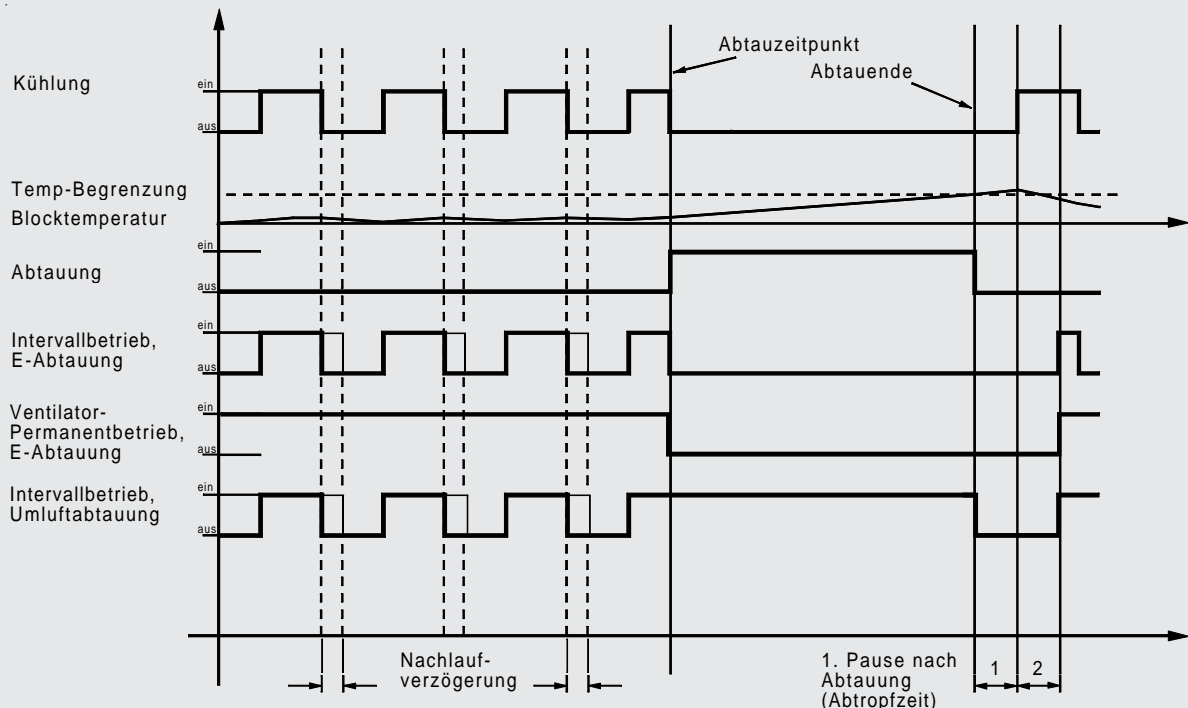 Abtauzeitpunkt
Abtauende
Kühlung
ein
aus
Temp-Begrenzung
Blocktemperatur
ein
Abtauung
aus
ein
Intervallbetrieb,
E-Abtauung
aus
ein
Ventilator-
Permanentbetrieb,
E-Abtauung
aus
ein
Intervallbetrieb,
Umluftabtauung
aus
Nachlauf-
verzögerung
1. Pause nach
Abtauung
(Abtropfzeit)
1
2